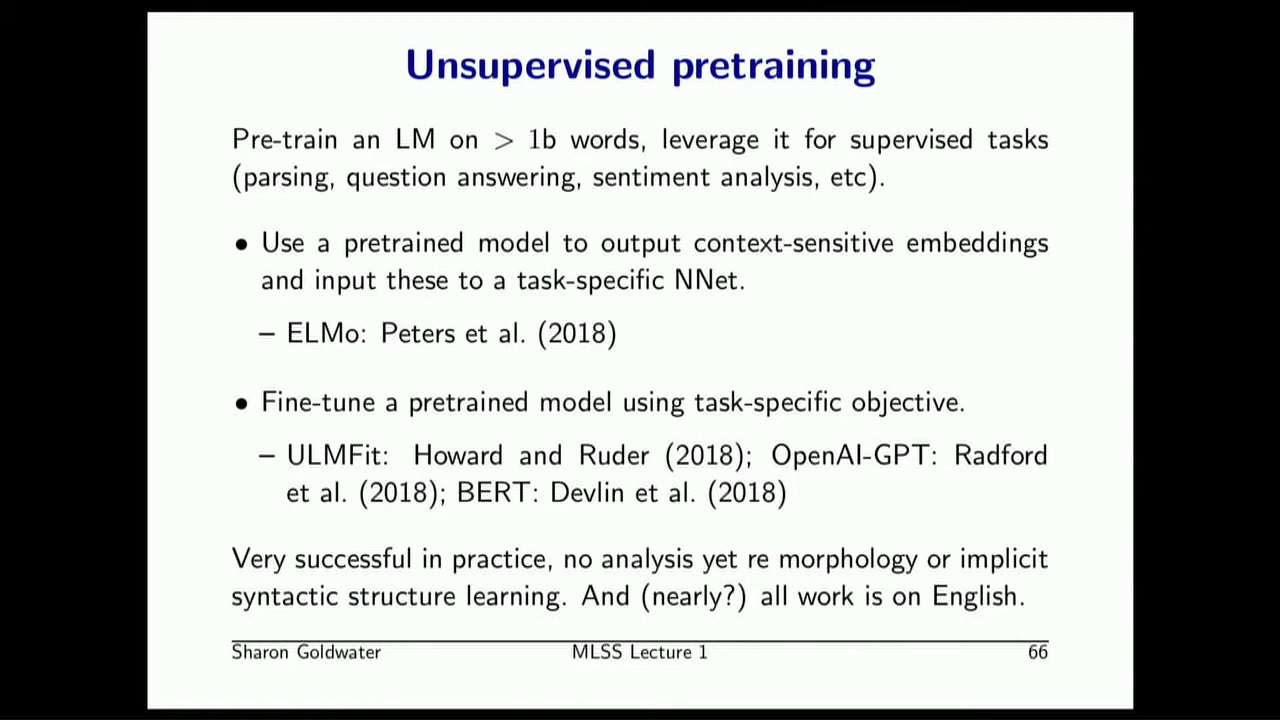 Unsupervised pretraining
Pre-train an LM on > 1b words, leverage it for supervised tasks
(parsing, question answering, sentiment analysis, etc).
• Use a pretrained model to output context-sensitive embeddings
and input these to a task-specific NNet.
– ELMo: Peters et al. (2018)
• Fine-tune a pretrained model using task-specific objective.
– ULMFit: Howard and Ruder (2018); OpenAI-GPT: Radford
et al. (2018); BERT: Devlin et al. (2018)
Very successful in practice, no analysis yet re morphology or implicit
syntactic structure learning. And (nearly?) all work is on English.
Sharon Goldwater MLSS Lecture 1 66